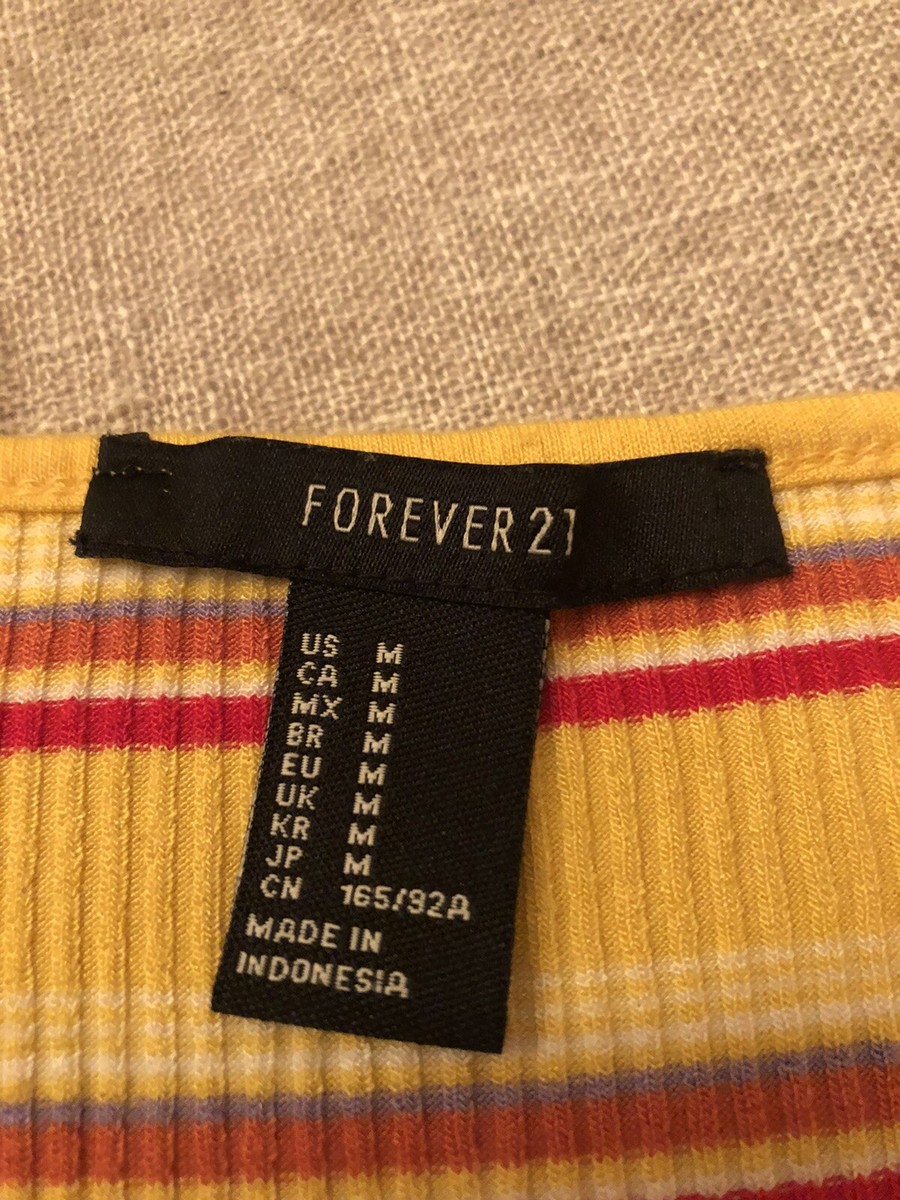 FOREVER 21
US M
CA M
MX M
BR M
EU M
UK M
KR M
JP M
CN 165/92A
MADE IN
INDONESIA